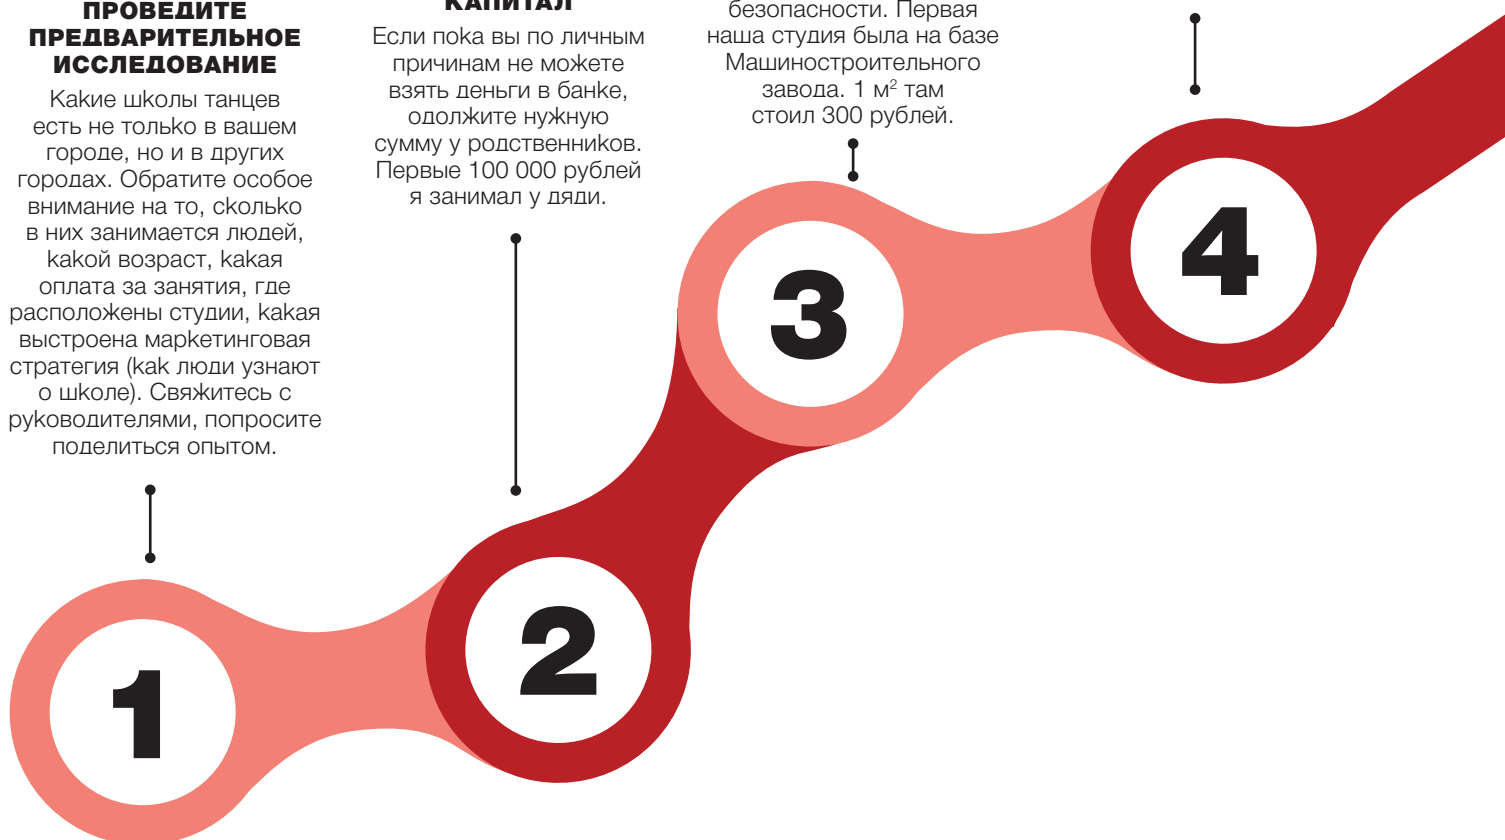 ПРОВЕДИТЕ
ПРЕДВАРИТЕЛЬНОЕ
ИССЛЕДОВАНИЕ
Какие школы танцев
есть не только в вашем
городе, но и в других
городах. Обратите особое
внимание на то, сколько
в них занимается людей,
какой возраст, какая
оплата за занятия, где
расположены студии, какая
выстроена маркетинговая
стратегия (как люди узнают
о школе). Свяжитесь с
руководителями, попросите
поделиться опытом.
1
КАПИТАЛ
Если пока вы по личным
причинам не можете
взять деньги в банке,
одолжите нужную
сумму у родственников.
Первые 100 000 рублей
я занимал у дяди.
2
безопасности. Первая
наша студия была на базе
Машиностроительного
завода. 1 м² там
стоил 300 рублей.
3
4